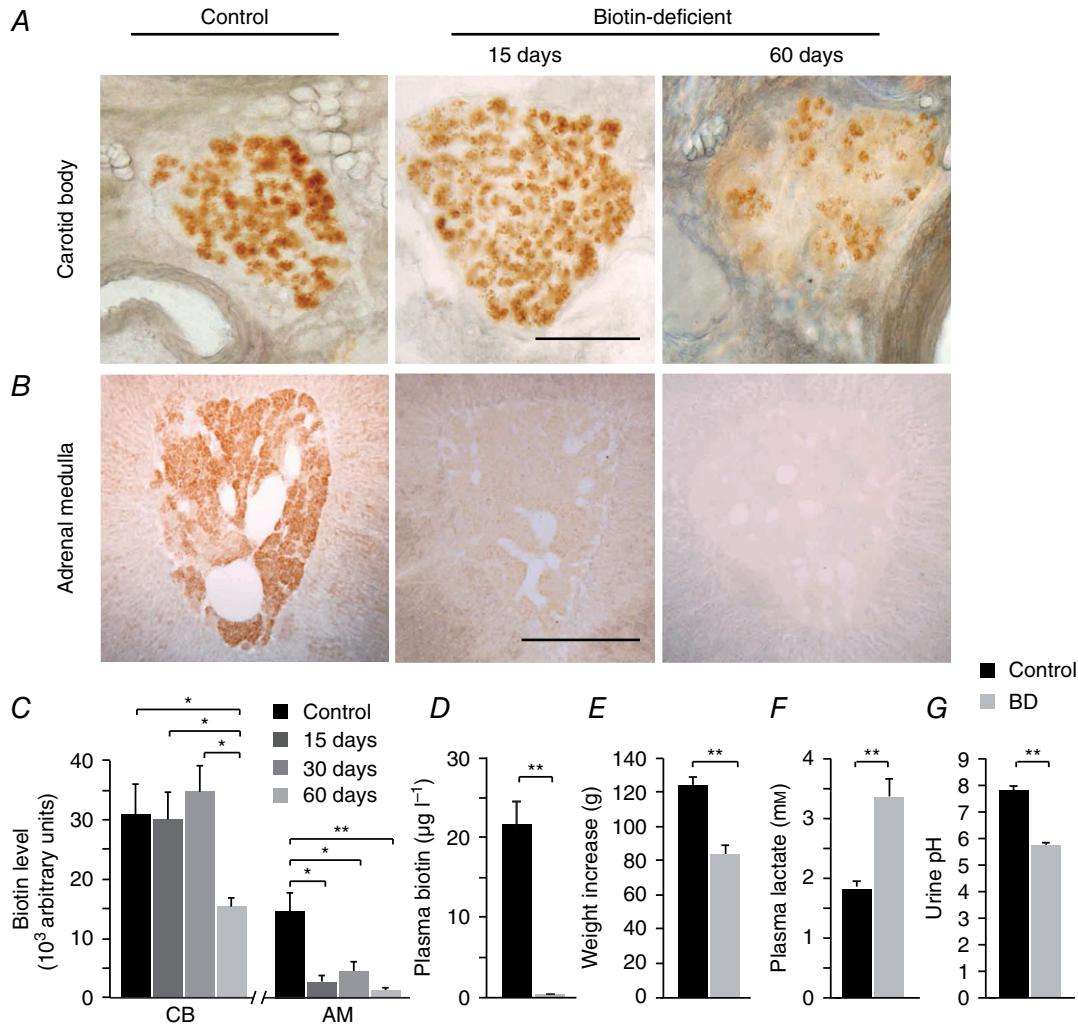 A
Control
Biotin-deficient
15 days
60 days
Carotid body
B
Adrenal medulla
Control
BD
C
*
*
*
Control
15 days
30 days
60 days
**
*
*
Biotin level
(10³ arbitrary units)
40
30
20
10
0
CB
AM
D
**
Plasma biotin (µg l⁻¹)
30
20
10
0
E
**
Weight increase (g)
140
120
100
80
60
40
20
0
F
**
Plasma lactate (mM)
4
3
2
1
0
G
**
Urine pH
9
8
7
6
5
4
3
2
1
0